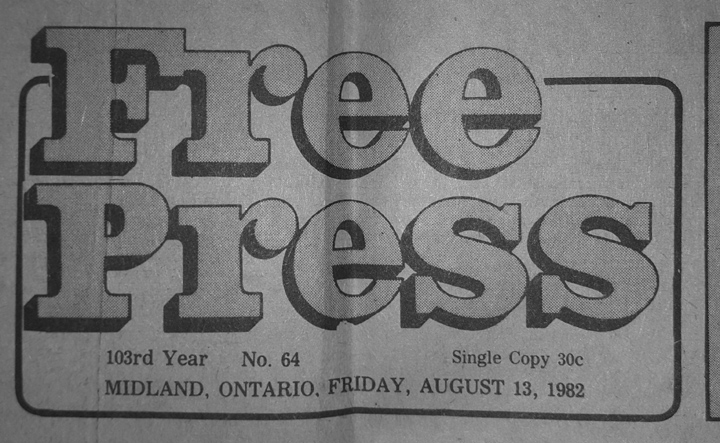 Free
Press
103rd Year No. 64 Single Copy 30c
MIDLAND, ONTARIO, FRIDAY, AUGUST 13, 1982